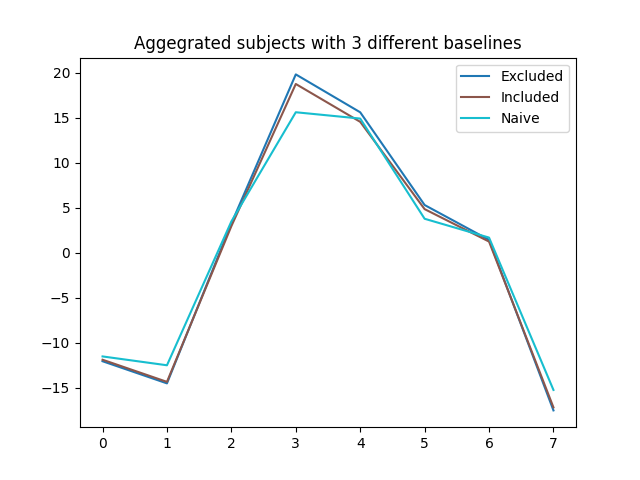 Aggegrated subjects with 3 different baselines
Excluded
Included
Naive
20
15
10
5
0
−5
−10
−15
0 1 2 3 4 5 6 7